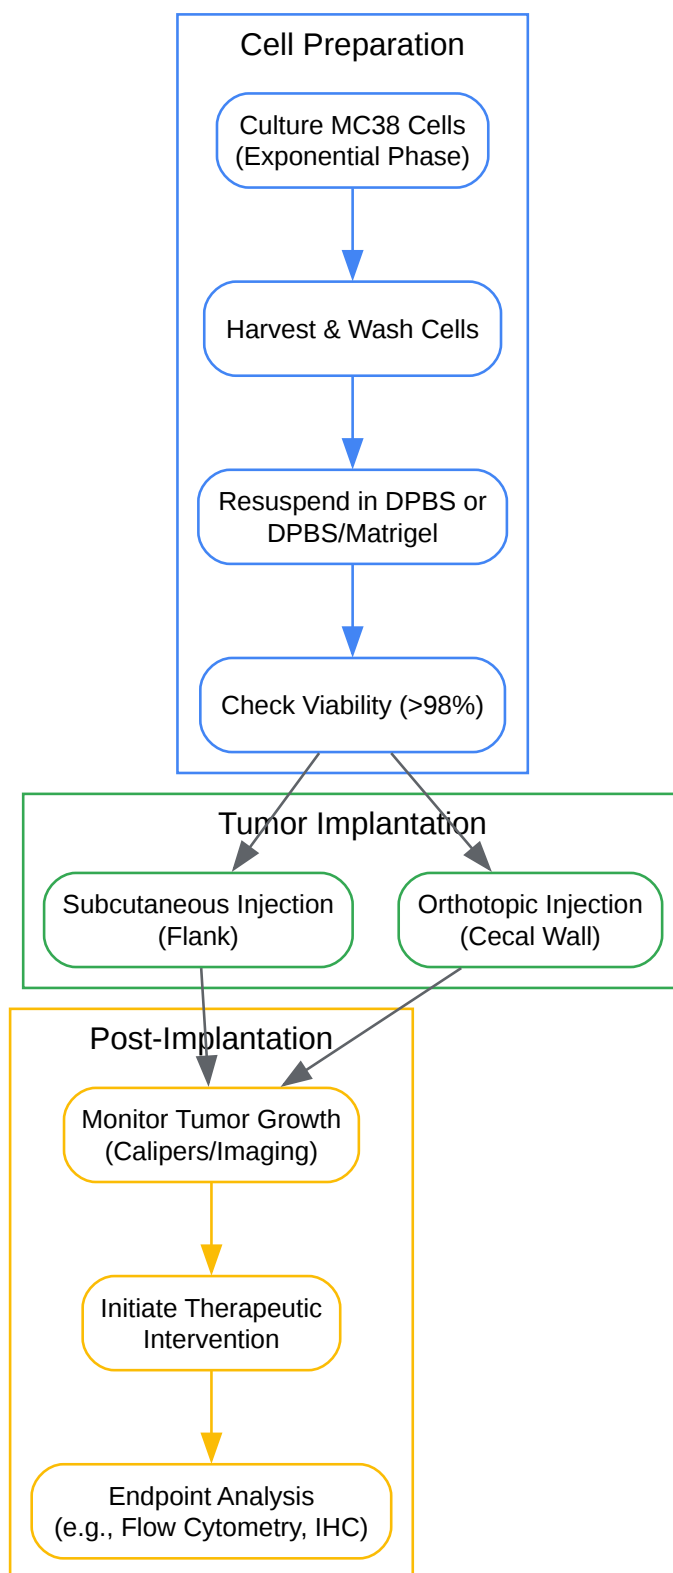 Cell Preparation
Culture MC38 Cells
(Exponential Phase)
Harvest & Wash Cells
Resuspend in DPBS or
DPBS/Matrigel
Check Viability (>98%)
Tumor Implantation
Subcutaneous Injection
(Flank)
Orthotopic Injection
(Cecal Wall)
Post-Implantation
Monitor Tumor Growth
(Calipers/Imaging)
Initiate Therapeutic
Intervention
Endpoint Analysis
(e.g., Flow Cytometry, IHC)